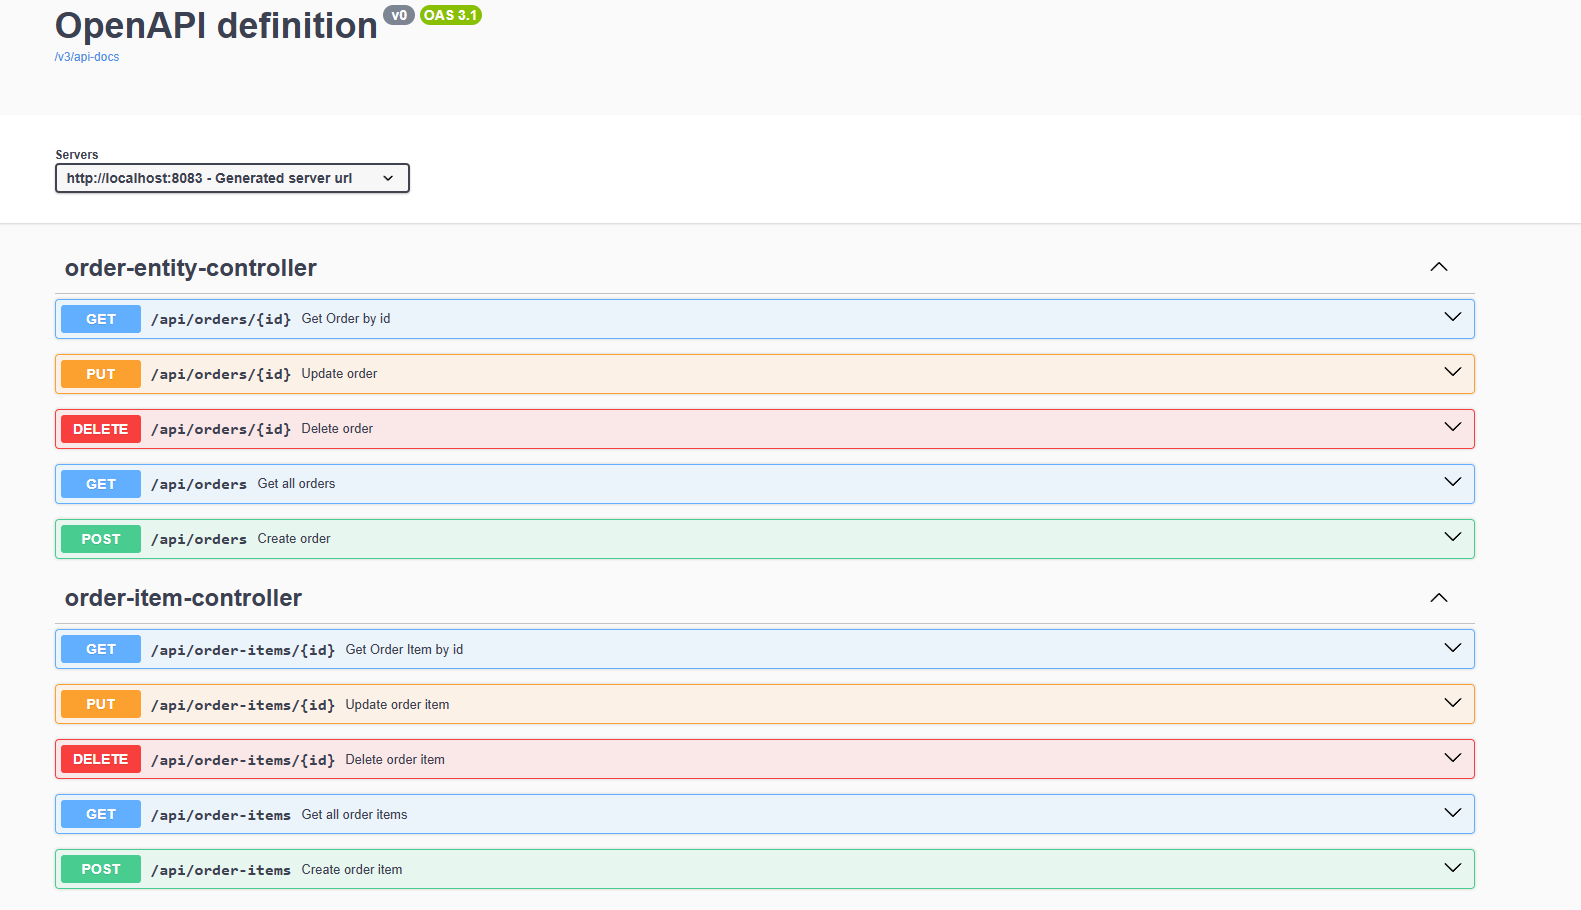 OpenAPI definition v0 OAS 3.1
/v3/api-docs
Servers
http://localhost:8083 - Generated server url
order-entity-controller
GET /api/orders/{id} Get Order by id
PUT /api/orders/{id} Update order
DELETE /api/orders/{id} Delete order
GET /api/orders Get all orders
POST /api/orders Create order
order-item-controller
GET /api/order-items/{id} Get Order Item by id
PUT /api/order-items/{id} Update order item
DELETE /api/order-items/{id} Delete order item
GET /api/order-items Get all order items
POST /api/order-items Create order item